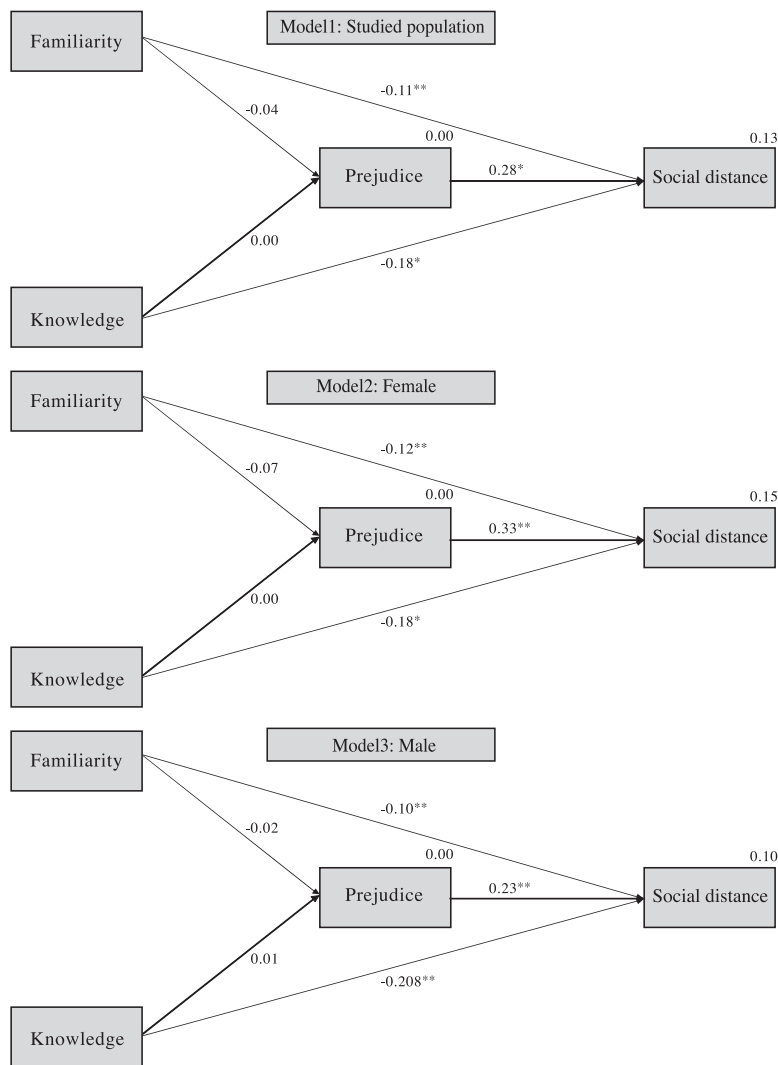 Model1: Studied population
Familiarity
-0.11**
-0.04
0.00
0.13
Prejudice
0.28*
Social distance
0.00
-0.18*
Knowledge
Model2: Female
Familiarity
-0.12**
-0.07
0.00
0.15
Prejudice
0.33**
Social distance
0.00
-0.18*
Knowledge
Model3: Male
Familiarity
-0.10**
-0.02
0.00
0.10
Prejudice
0.23**
Social distance
0.01
-0.208**
Knowledge